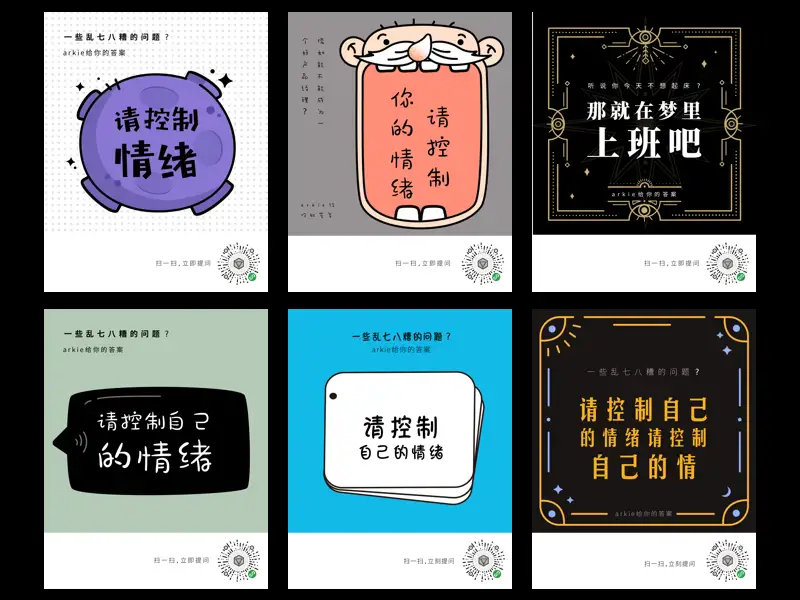 一些乱七八糟的问题？
arkie给你的答案
请控制
情绪
扫一扫，立即提问
能不能成为一
个好产品经理？
请控制
你的情绪
arkie给
你的答案
扫一扫，立即提问
听说你今天不想起床？
那就在梦里
上班吧
arkie给你的答案
扫一扫，立即提问
一些乱七八糟的问题？
arkie给你的答案
请控制自己
的情绪
扫一扫，立即提问
一些乱七八糟的问题？
arkie给你的答案
请控制
自己的情绪
扫一扫，立刻提问
一些乱七八糟的问题？
请控制自己
的情绪请控制
自己的情
arkie给你的答案
扫一扫，立刻提问